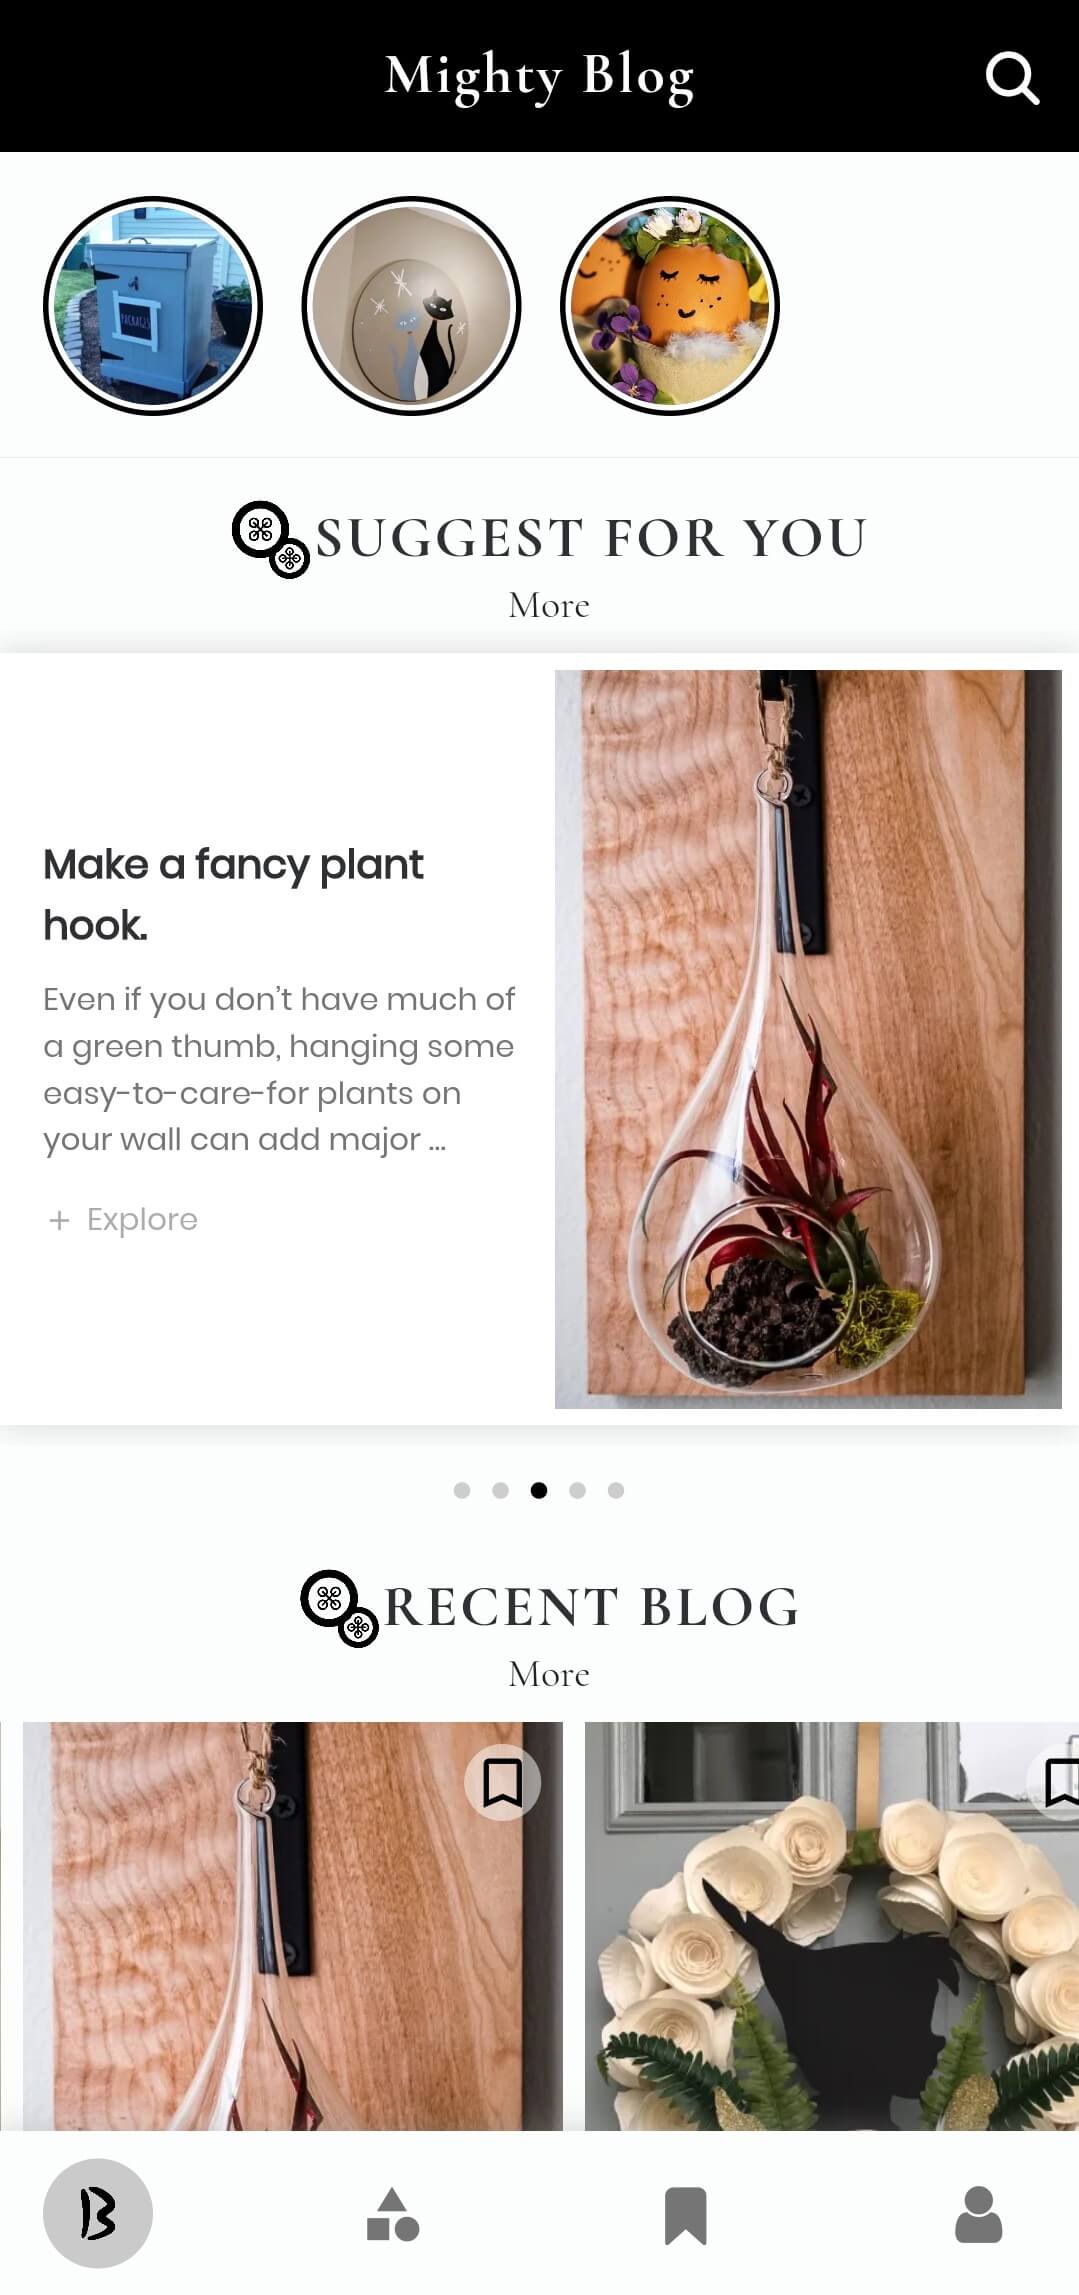 Mighty Blog
PACKAGES
SUGGEST FOR YOU
More
Make a fancy plant
hook.
Even if you don’t have much of
a green thumb, hanging some
easy-to-care-for plants on
your wall can add major ...
+ Explore
RECENT BLOG
More
B